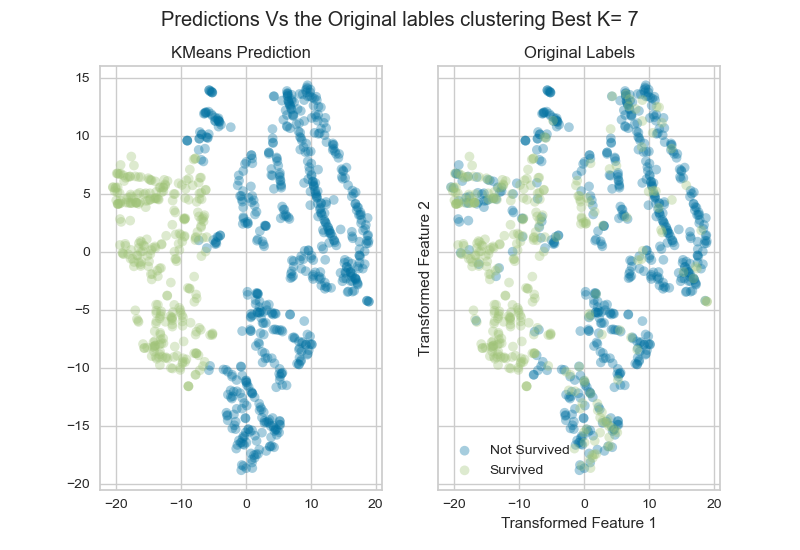 Predictions Vs the Original lables clustering Best K= 7
KMeans Prediction
Original Labels
15
10
5
0
−5
−10
−15
−20
Transformed Feature 2
Not Survived
Survived
−20 −10 0 10 20
−20 −10 0 10 20
Transformed Feature 1